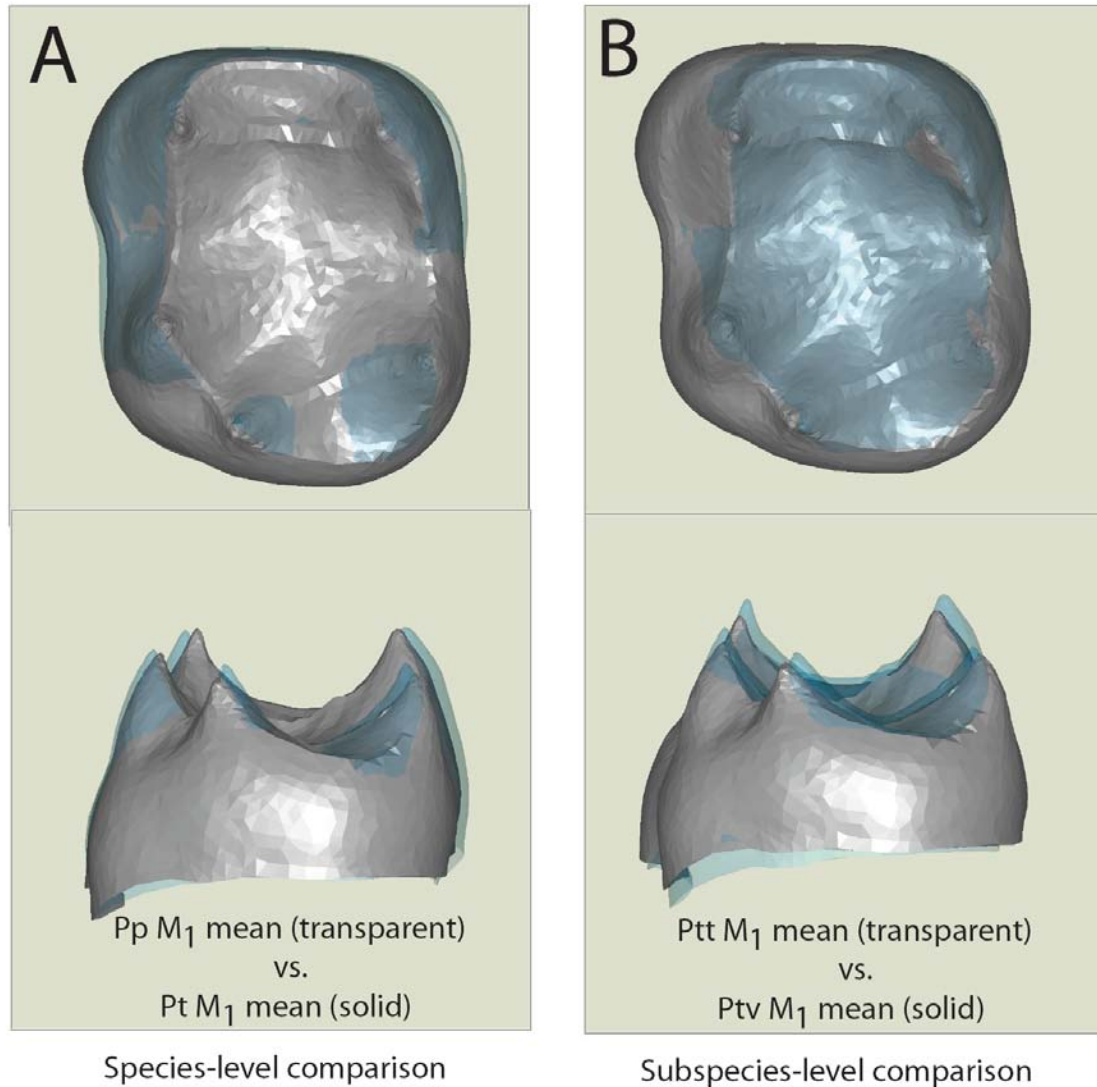 A
B
Pp M1 mean (transparent)
vs.
Pt M1 mean (solid)
Ptt M1 mean (transparent)
vs.
Ptv M1 mean (solid)
Species-level comparison
Subspecies-level comparison